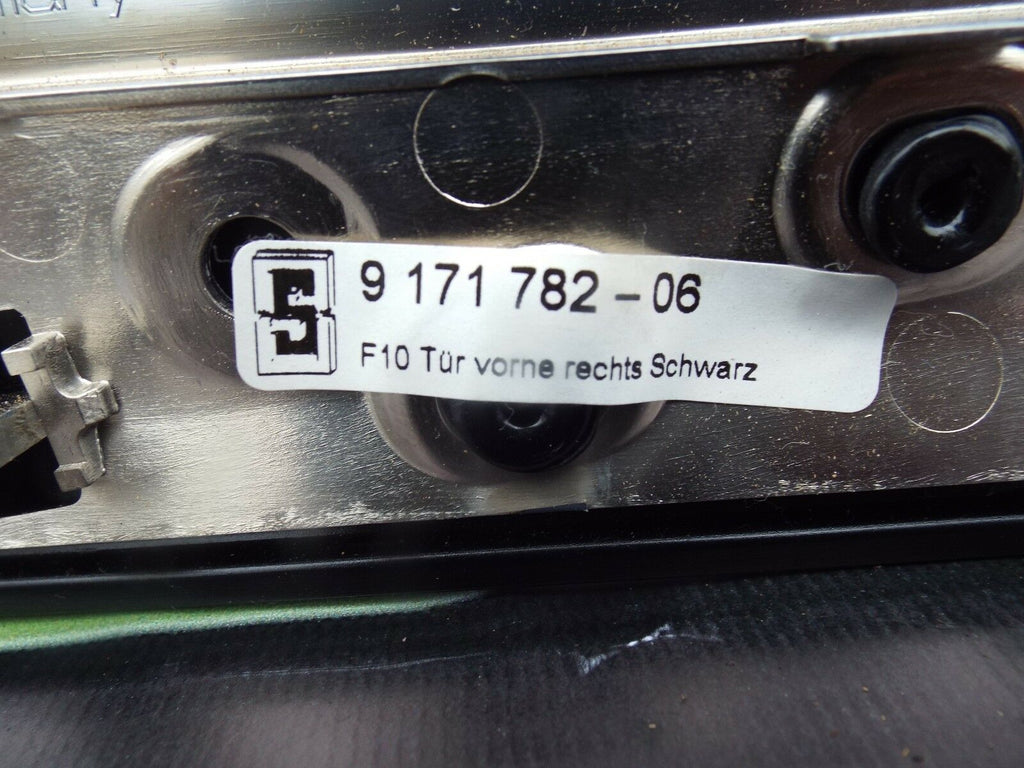 9 171 782 – 06
F10 Tür vorne rechts Schwarz